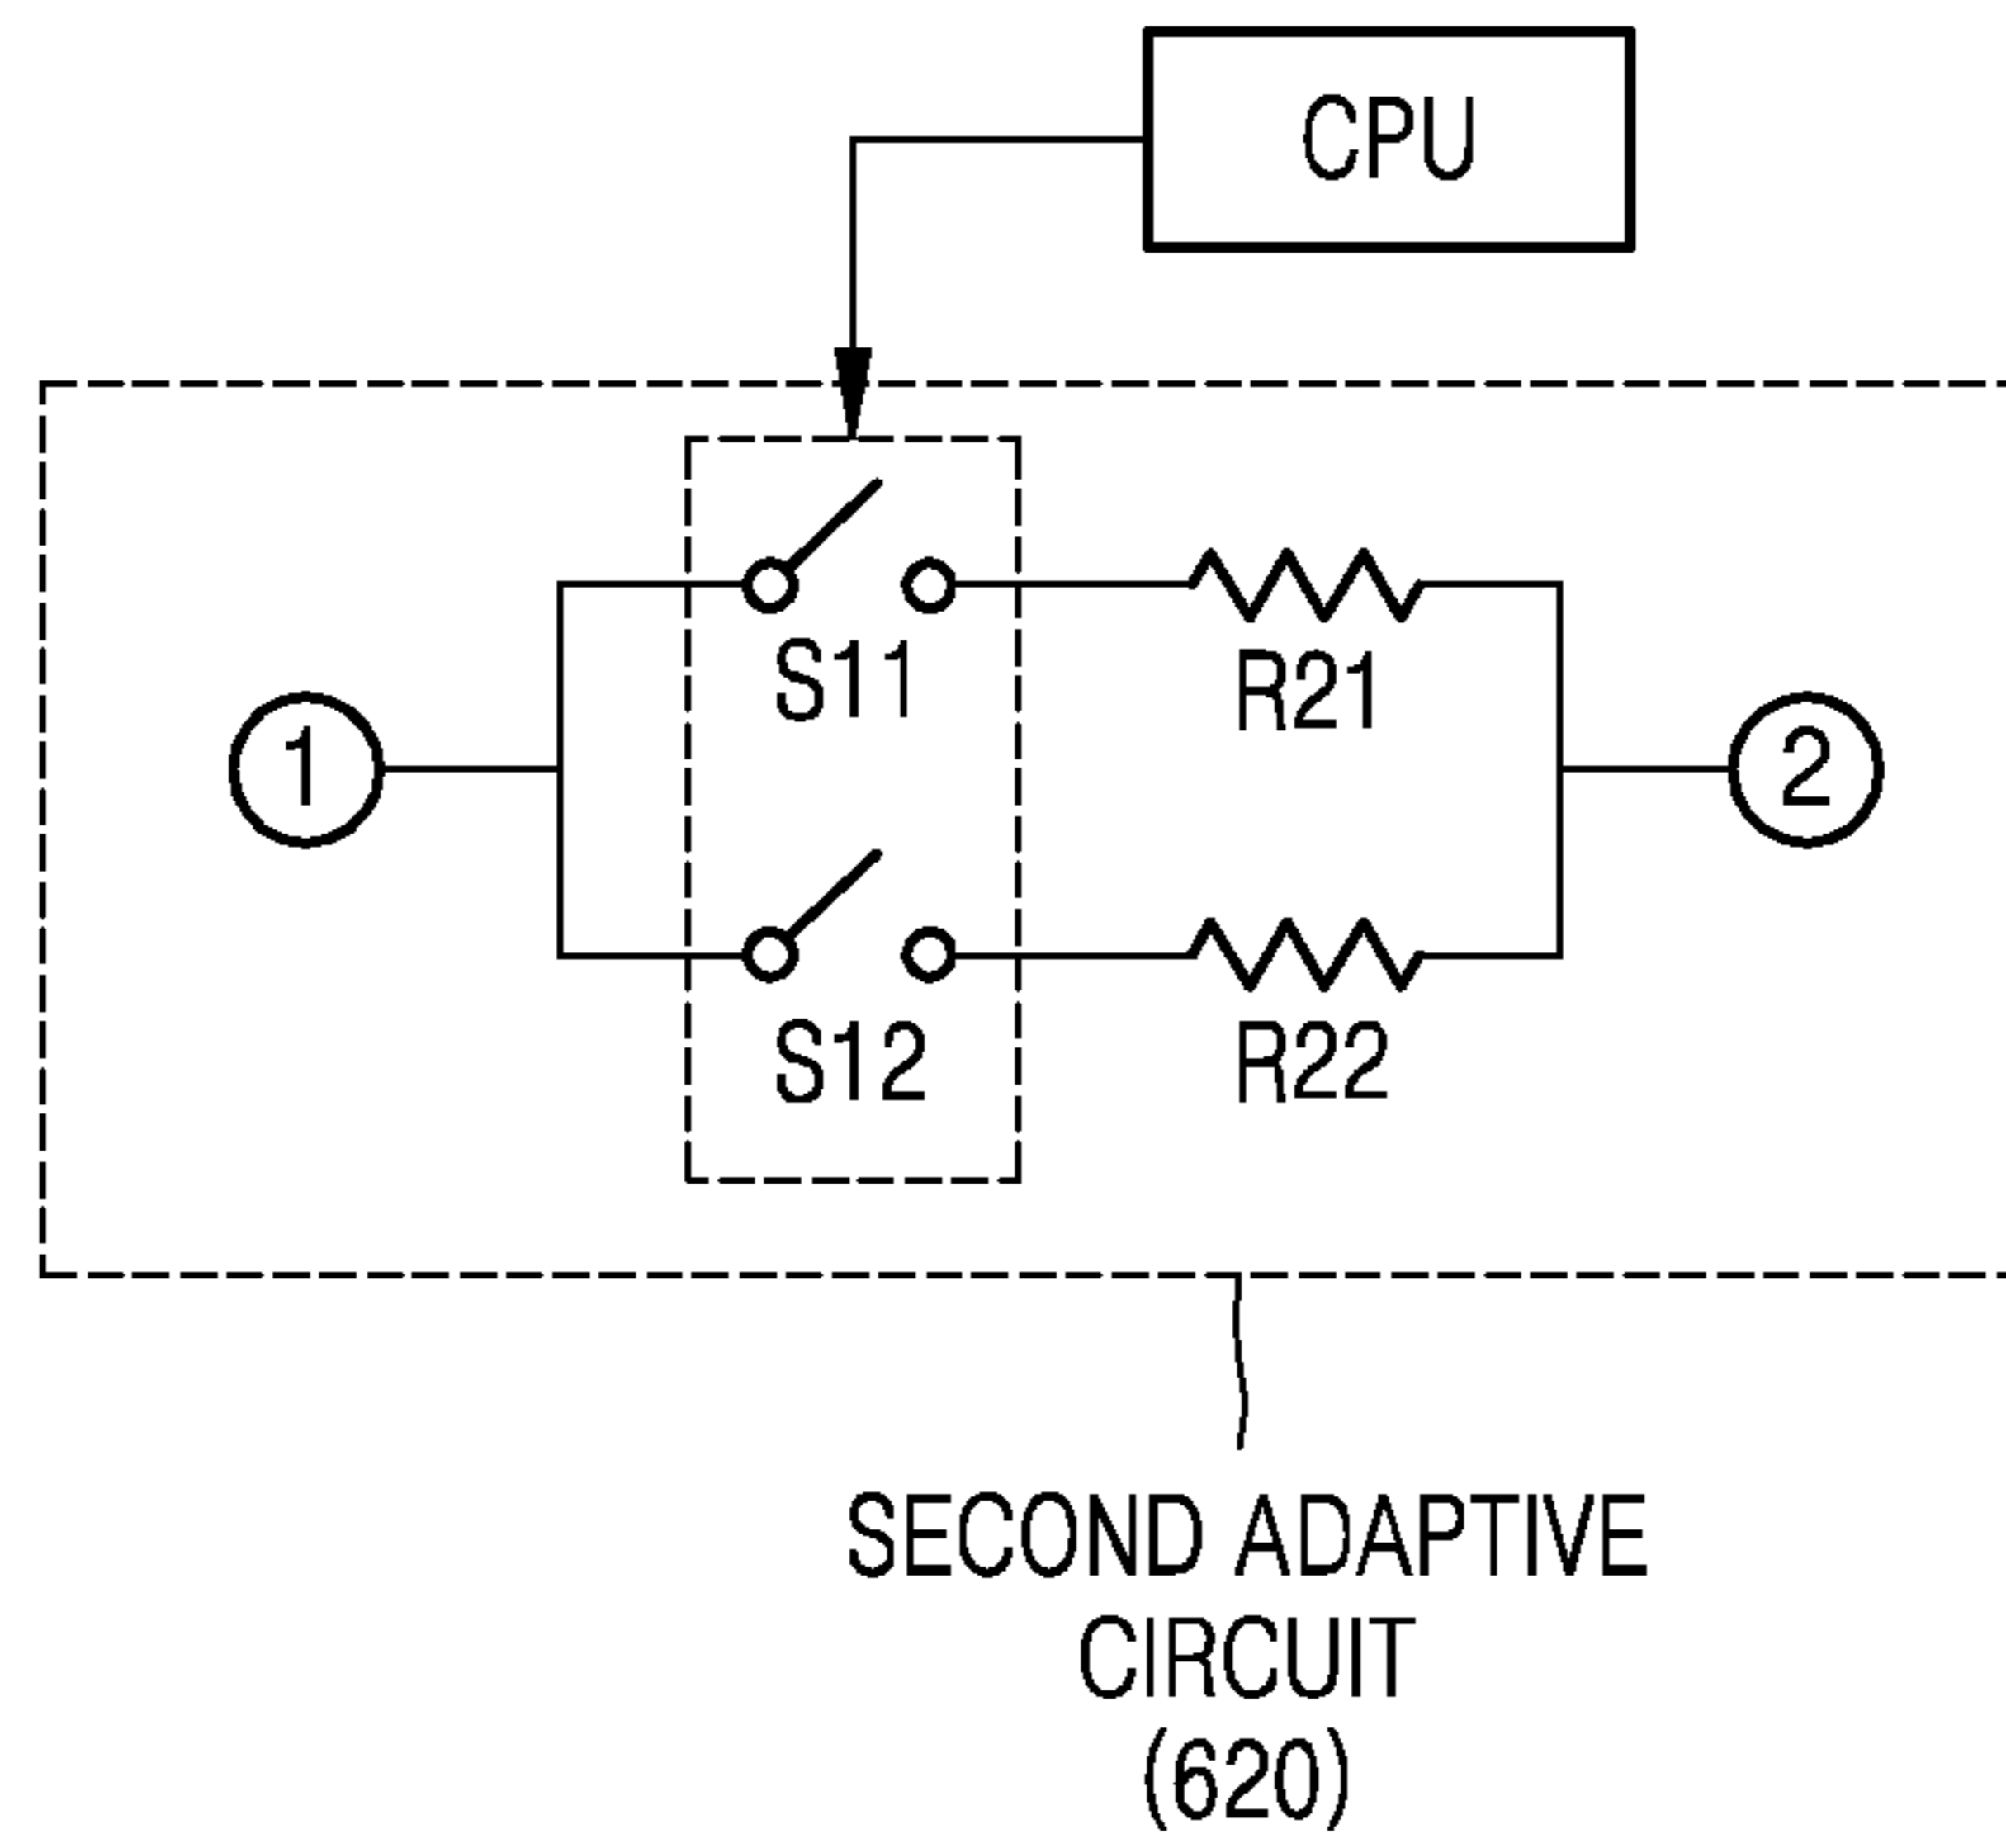 CPU
S11
R21
1
2
S12
R22
SECOND ADAPTIVE
CIRCUIT
(620)